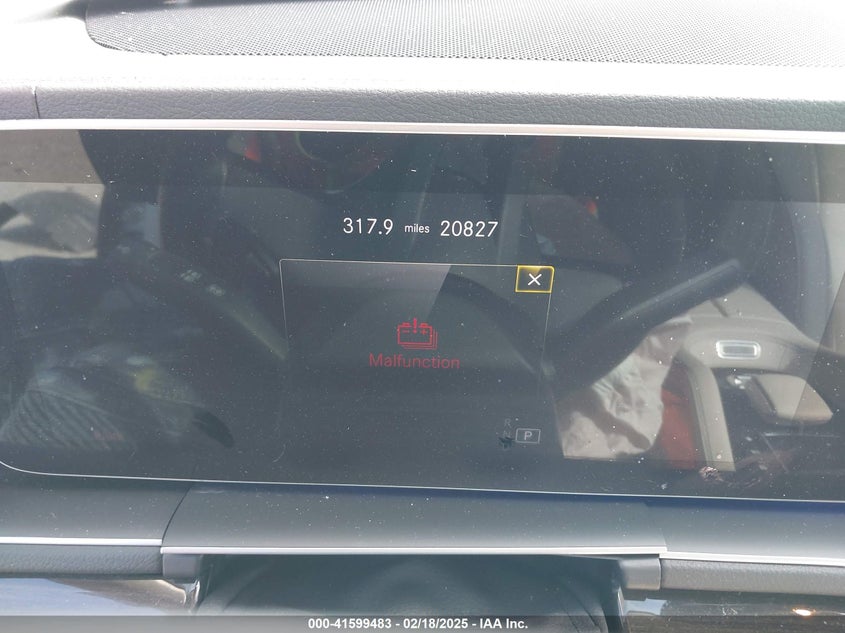 317.9 miles 20827
Malfunction
R
N
P
000-41599483 - 02/18/2025 - IAA Inc.